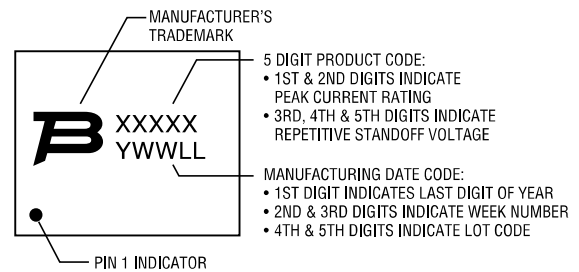 MANUFACTURER'S
TRADEMARK
5 DIGIT PRODUCT CODE:
• 1ST & 2ND DIGITS INDICATE
PEAK CURRENT RATING
• 3RD, 4TH & 5TH DIGITS INDICATE
REPETITIVE STANDOFF VOLTAGE
XXXXX
YWWLL
MANUFACTURING DATE CODE:
• 1ST DIGIT INDICATES LAST DIGIT OF YEAR
• 2ND & 3RD DIGITS INDICATE WEEK NUMBER
• 4TH & 5TH DIGITS INDICATE LOT CODE
PIN 1 INDICATOR